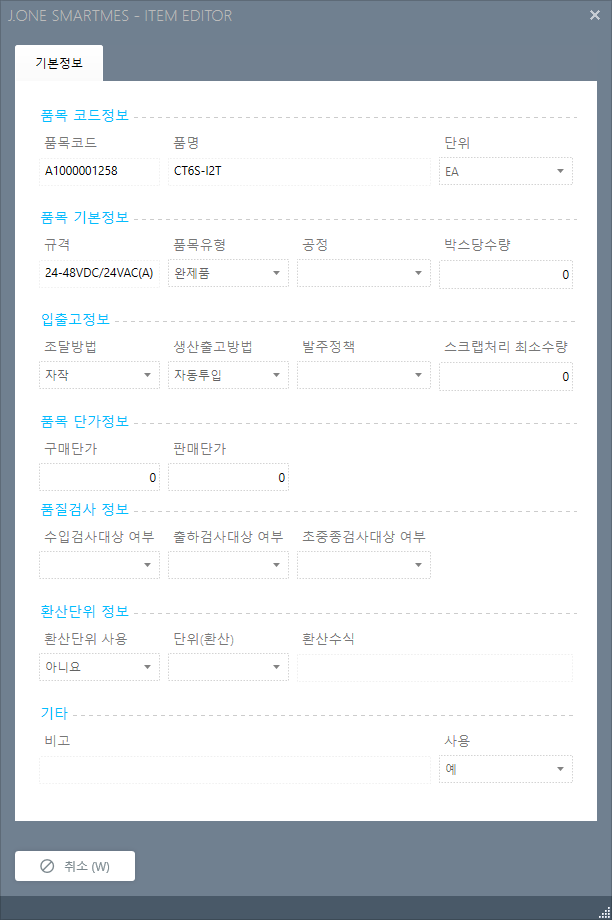 J.ONE SMARTMES - ITEM EDITOR
기본정보
품목 코드정보
품목코드 품명 단위
A1000001258 CT6S-I2T EA
품목 기본정보
규격 품목유형 공정 박스당수량
24-48VDC/24VAC(A) 완제품 0
입출고정보
조달방법 생산출고방법 발주정책 스크랩처리 최소수량
자작 자동투입 0
품목 단가정보
구매단가 판매단가
0 0
품질검사 정보
수입검사대상 여부 출하검사대상 여부 초중종검사대상 여부
환산단위 정보
환산단위 사용 단위(환산) 환산수식
아니요
기타
비고 사용
예
취소 (W)